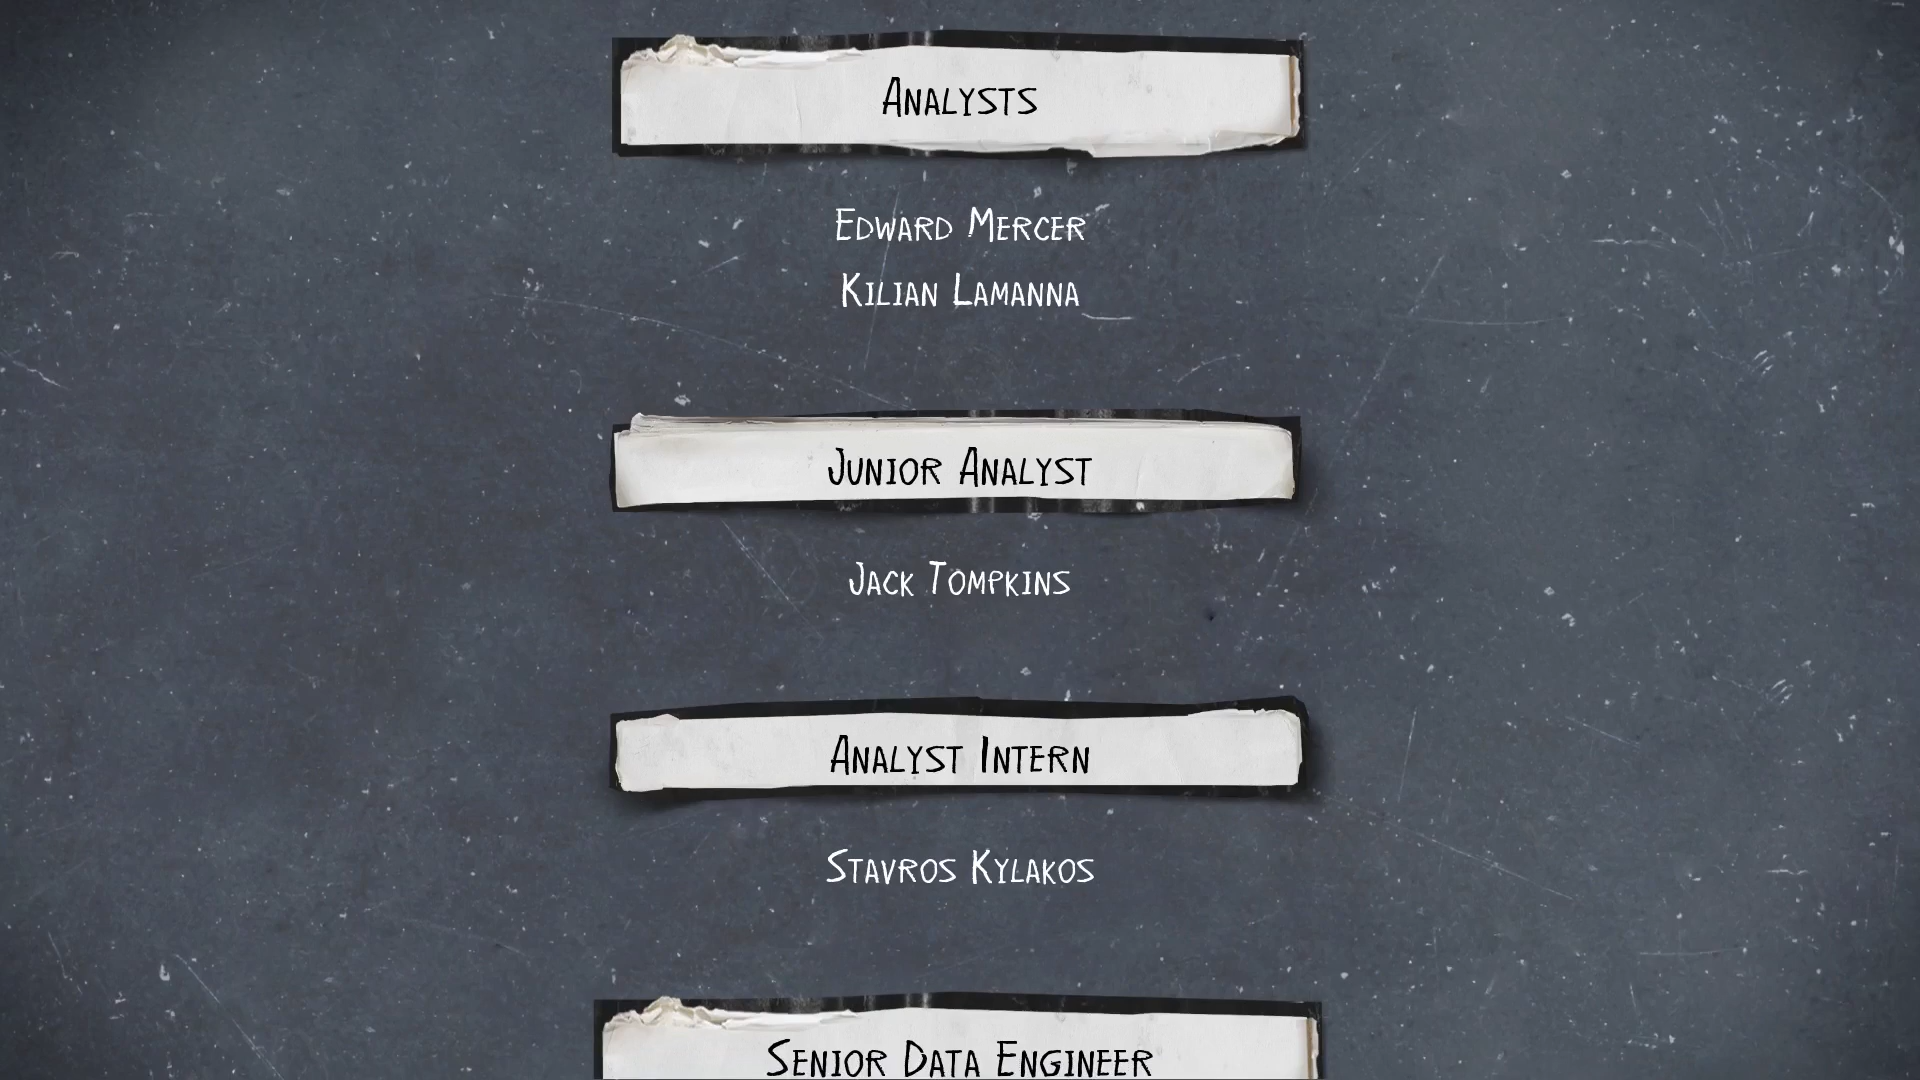 Analysts
Edward Mercer
Kilian Lamanna
Junior Analyst
Jack Tompkins
Analyst Intern
Stavros Kylakos
Senior Data Engineer